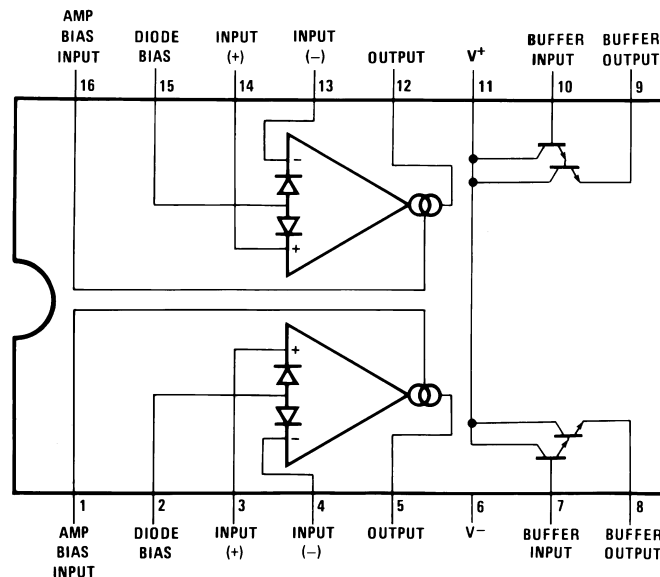 AMP
BIAS
INPUT
DIODE
BIAS
INPUT
(+)
INPUT
(−)
OUTPUT
V+
BUFFER
INPUT
BUFFER
OUTPUT
16 15 14 13 12 11 10 9
−
+
+
−
1 2 3 4 5 6 7 8
AMP
BIAS
INPUT
DIODE
BIAS
INPUT
(+)
INPUT
(−)
OUTPUT
V−
BUFFER
INPUT
BUFFER
OUTPUT